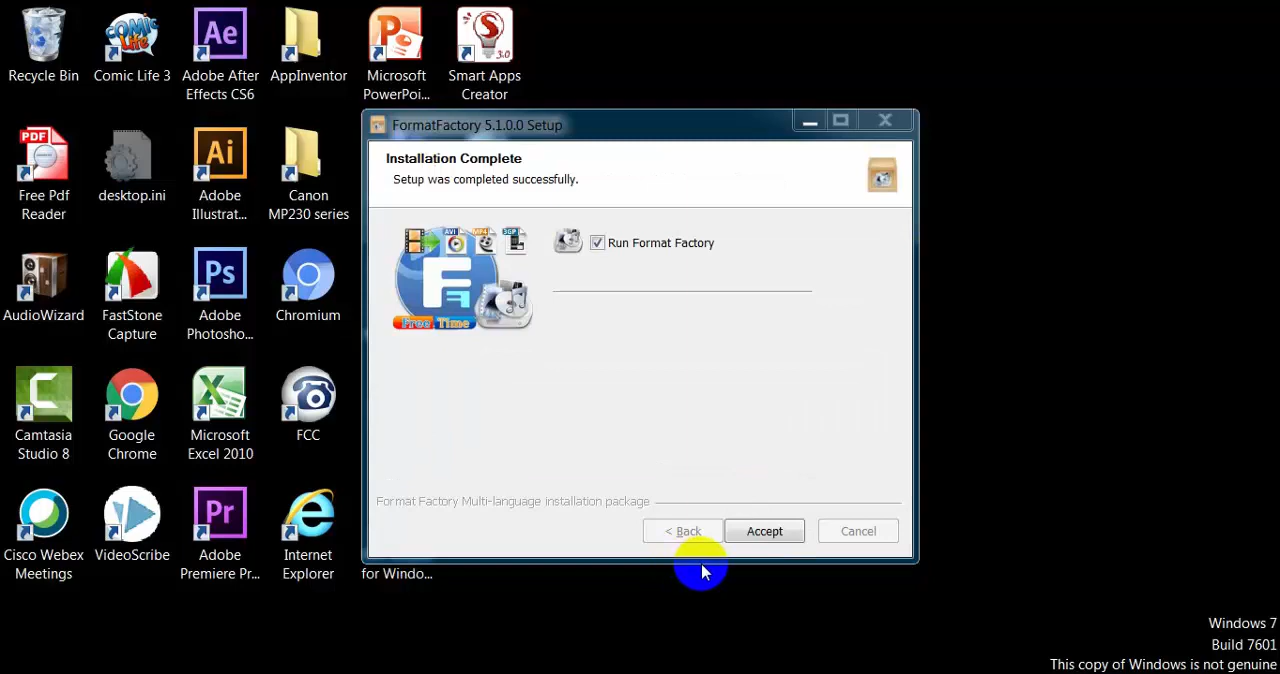 Recycle Bin
Comic Life 3
Adobe After
Effects CS6
AppInventor
Microsoft
PowerPoi...
Smart Apps
Creator
Free Pdf
Reader
desktop.ini
Adobe
Illustrat...
Canon
MP230 series
AudioWizard
FastStone
Capture
Adobe
Photosho...
Chromium
Camtasia
Studio 8
Google
Chrome
Microsoft
Excel 2010
FCC
Cisco Webex
Meetings
VideoScribe
Adobe
Premiere Pr...
Internet
Explorer
for Windo...
FormatFactory 5.1.0.0 Setup
Installation Complete
Setup was completed successfully.
Run Format Factory
Free Time
Format Factory Multi-language installation package
< Back
Accept
Cancel
Windows 7
Build 7601
This copy of Windows is not genuine